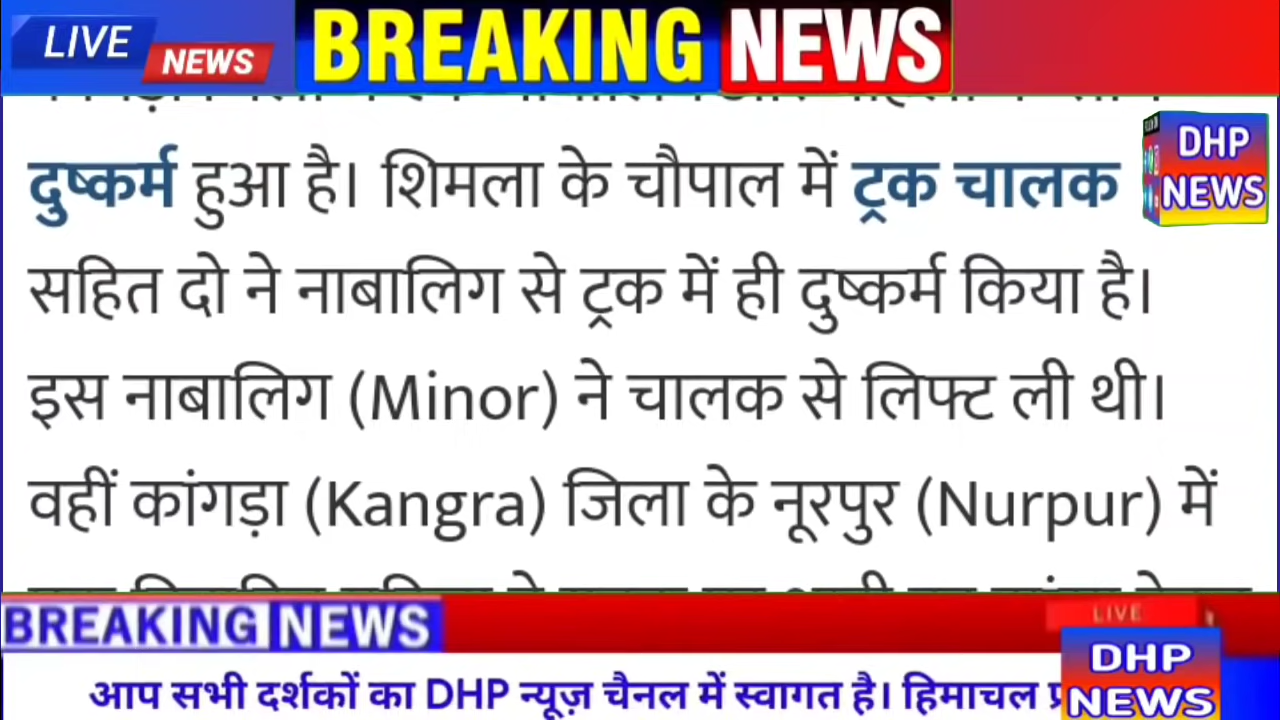 LIVE
NEWS
BREAKING NEWS
DHP
NEWS
दुष्कर्म हुआ है। शिमला के चौपाल में ट्रक चालक
सहित दो ने नाबालिग से ट्रक में ही दुष्कर्म किया है।
इस नाबालिग (Minor) ने चालक से लिफ्ट ली थी।
वहीं कांगड़ा (Kangra) जिला के नूरपुर (Nurpur) में
BREAKING NEWS
LIVE
DHP
NEWS
आप सभी दर्शकों का DHP न्यूज़ चैनल में स्वागत है। हिमाचल